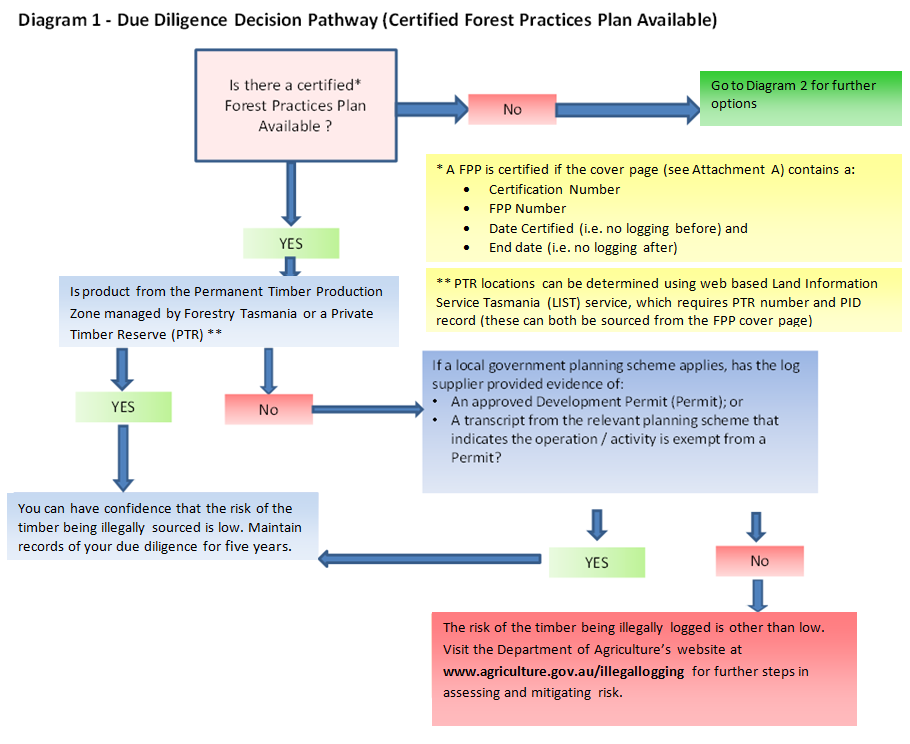 Diagram 1 - Due Diligence Decision Pathway (Certified Forest Practices Plan Available)
Is there a certified*
Forest Practices Plan
Available ?
No
Go to Diagram 2 for further
options
* A FPP is certified if the cover page (see Attachment A) contains a:
• Certification Number
• FPP Number
• Date Certified (i.e. no logging before) and
• End date (i.e. no logging after)
YES
** PTR locations can be determined using web based Land Information
Service Tasmania (LIST) service, which requires PTR number and PID
record (these can both be sourced from the FPP cover page)
Is product from the Permanent Timber Production
Zone managed by Forestry Tasmania or a Private
Timber Reserve (PTR) **
YES
No
If a local government planning scheme applies, has the log
supplier provided evidence of:
• An approved Development Permit (Permit); or
• A transcript from the relevant planning scheme that
indicates the operation / activity is exempt from a
Permit?
You can have confidence that the risk of the
timber being illegally sourced is low. Maintain
records of your due diligence for five years.
YES
No
The risk of the timber being illegally logged is other than low.
Visit the Department of Agriculture's website at
www.agriculture.gov.au/illegallogging for further steps in
assessing and mitigating risk.